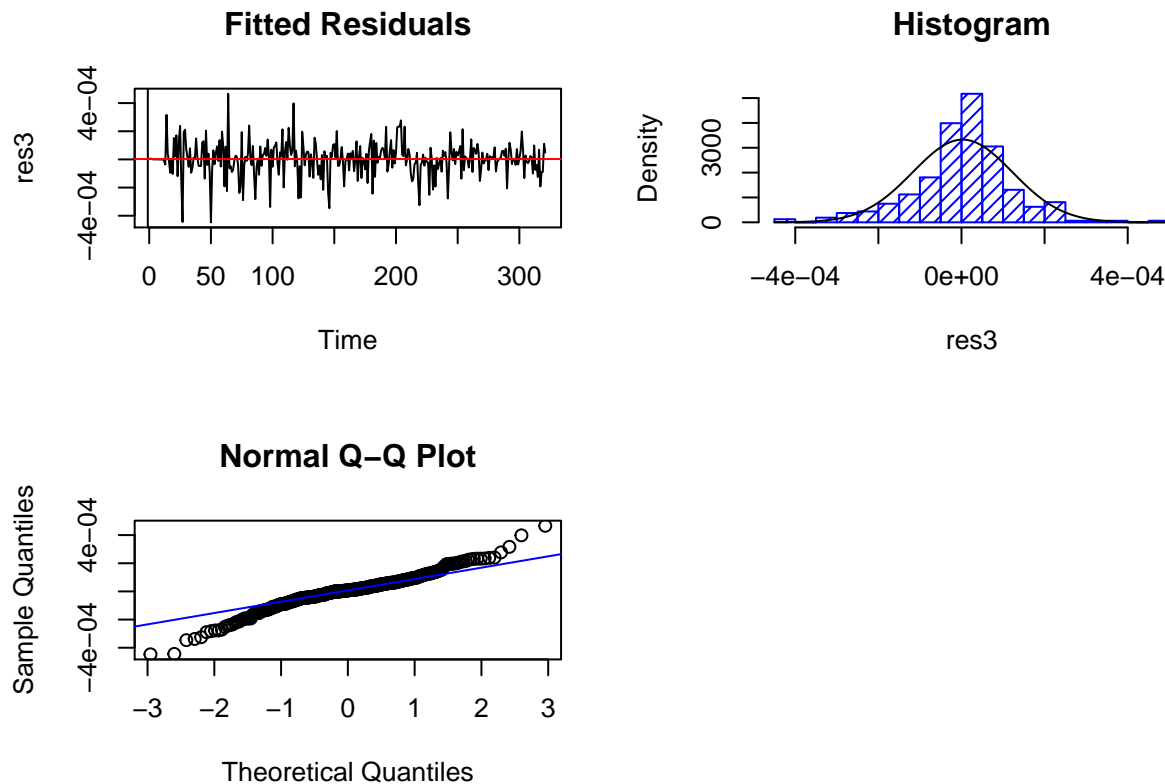 Fitted Residuals
res3
−4e−04
4e−04
0
50
100
200
300
Time
Histogram
Density
0
3000
−4e−04
0e+00
4e−04
res3
Normal Q−Q Plot
Sample Quantiles
−4e−04
4e−04
−3
−2
−1
0
1
2
3
Theoretical Quantiles